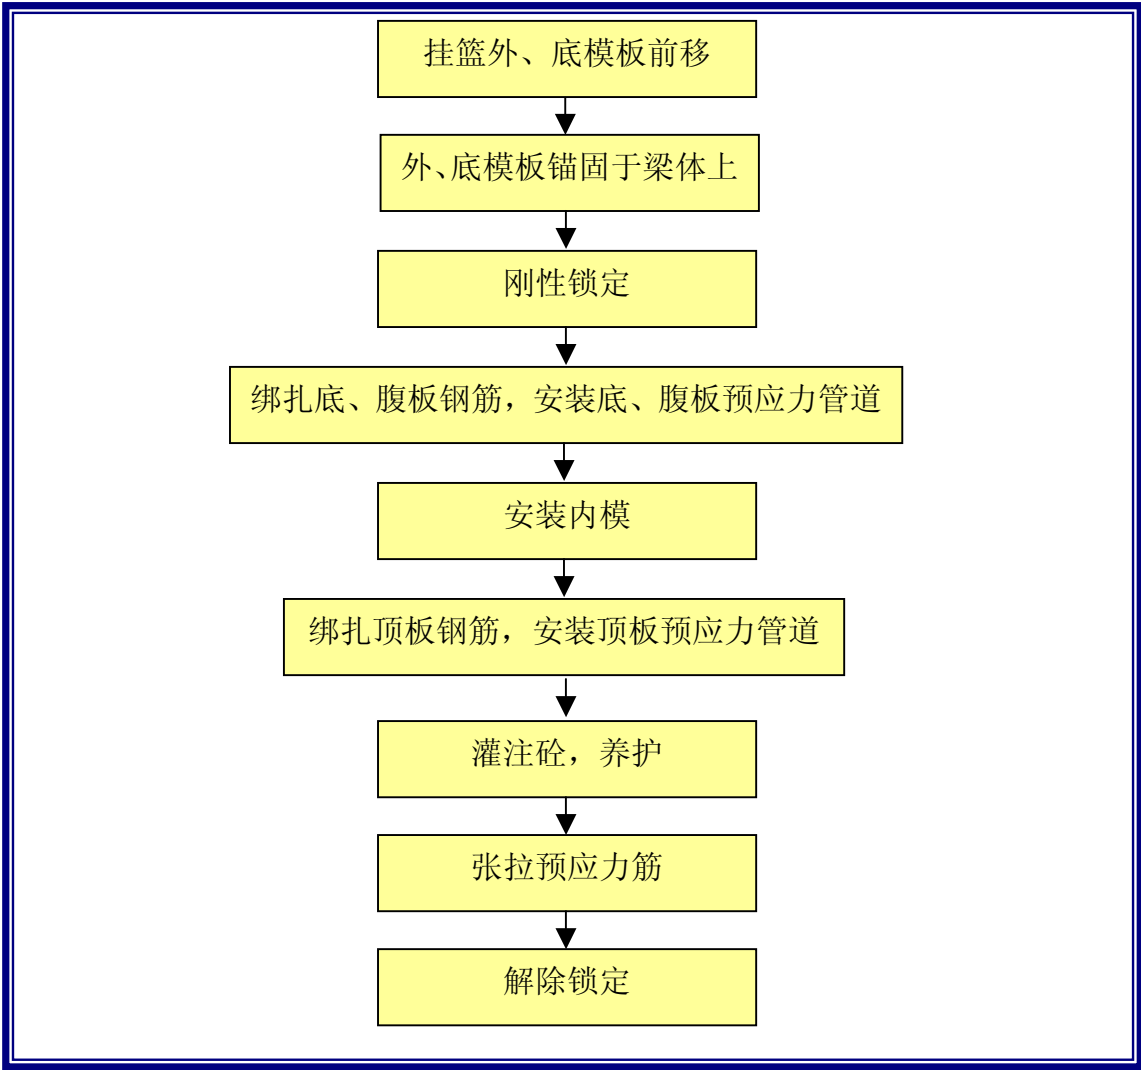 挂篮外、底模板前移
外、底模板锚固于梁体上
刚性锁定
绑扎底、腹板钢筋，安装底、腹板预应力管道
安装内模
绑扎顶板钢筋，安装顶板预应力管道
灌注砼，养护
张拉预应力筋
解除锁定